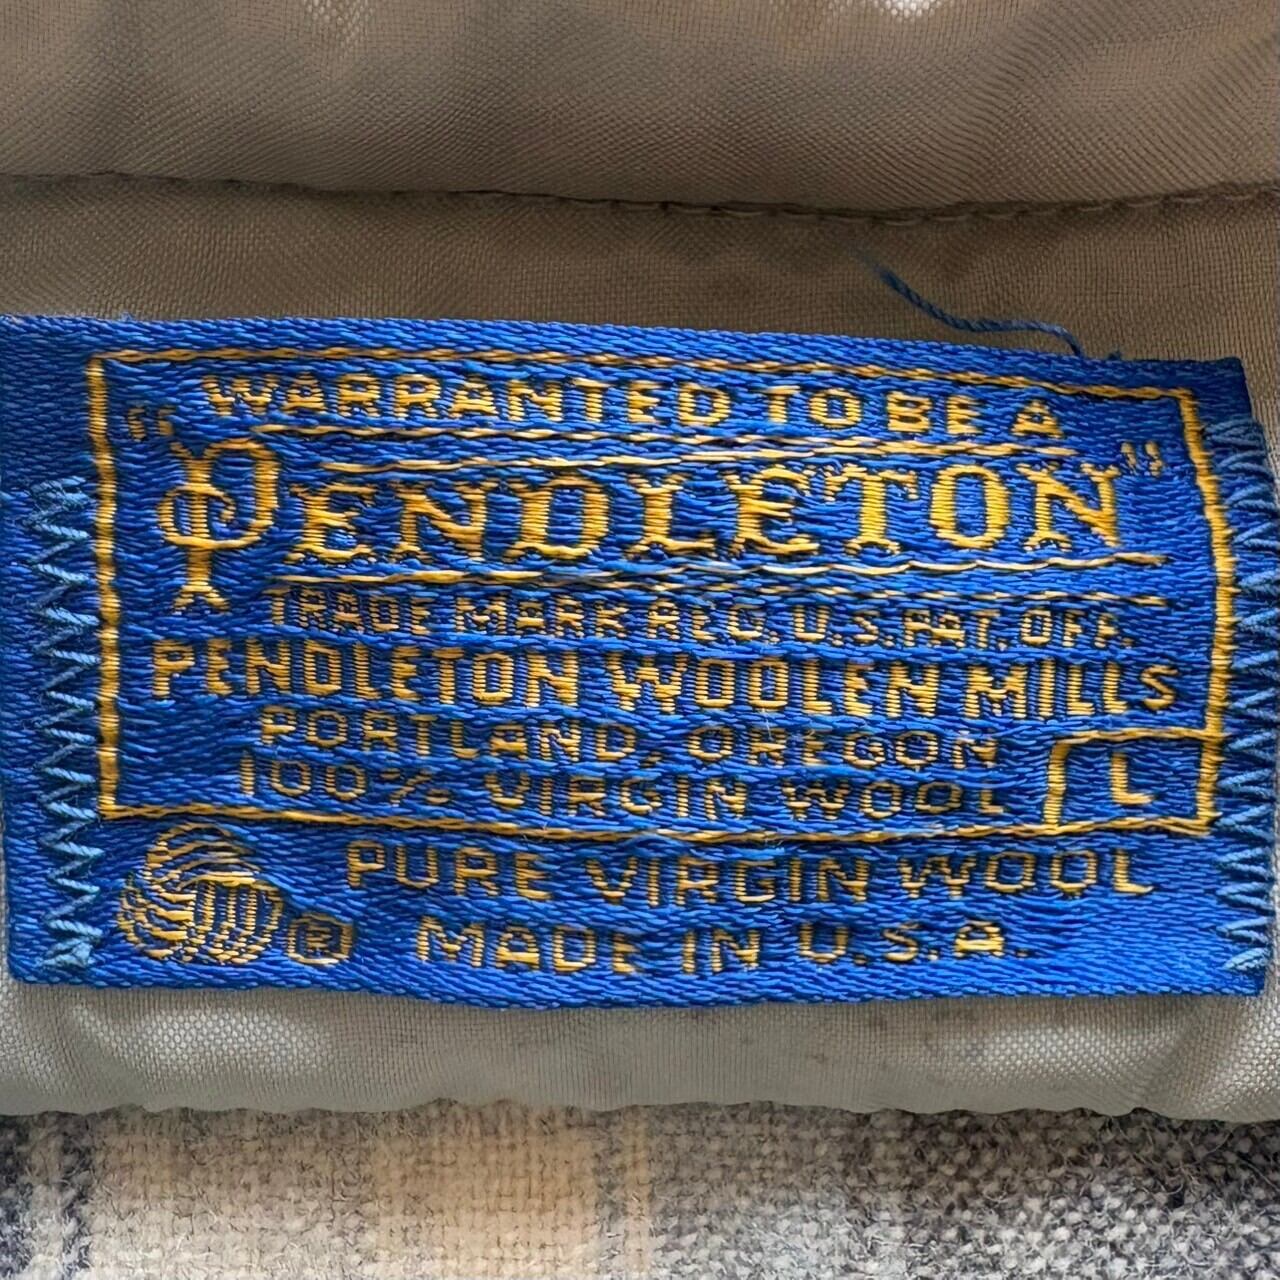 WARRANTED TO BE A
"PENDLETON"
TRADE MARK REG. U.S. PAT. OFF.
PENDLETON WOOLEN MILLS
PORTLAND, OREGON
100% VIRGIN WOOL
L
PURE VIRGIN WOOL
® MADE IN U.S.A.